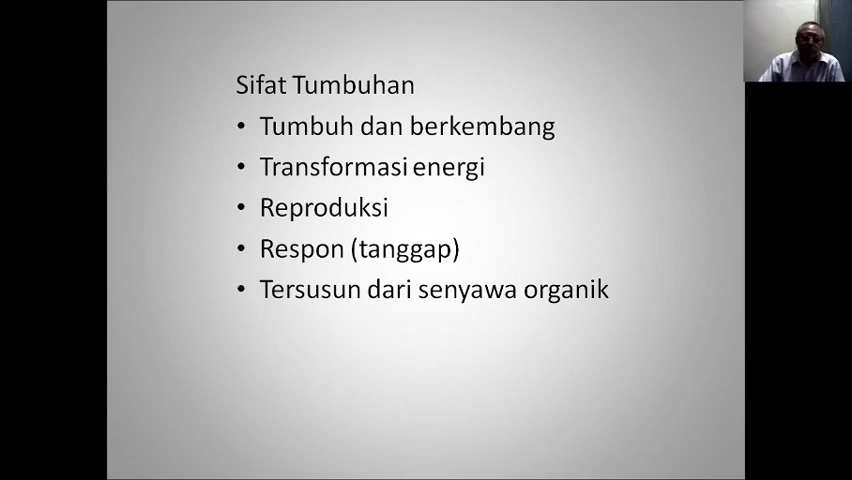 Sifat Tumbuhan
• Tumbuh dan berkembang
• Transformasi energi
• Reproduksi
• Respon (tanggap)
• Tersusun dari senyawa organik